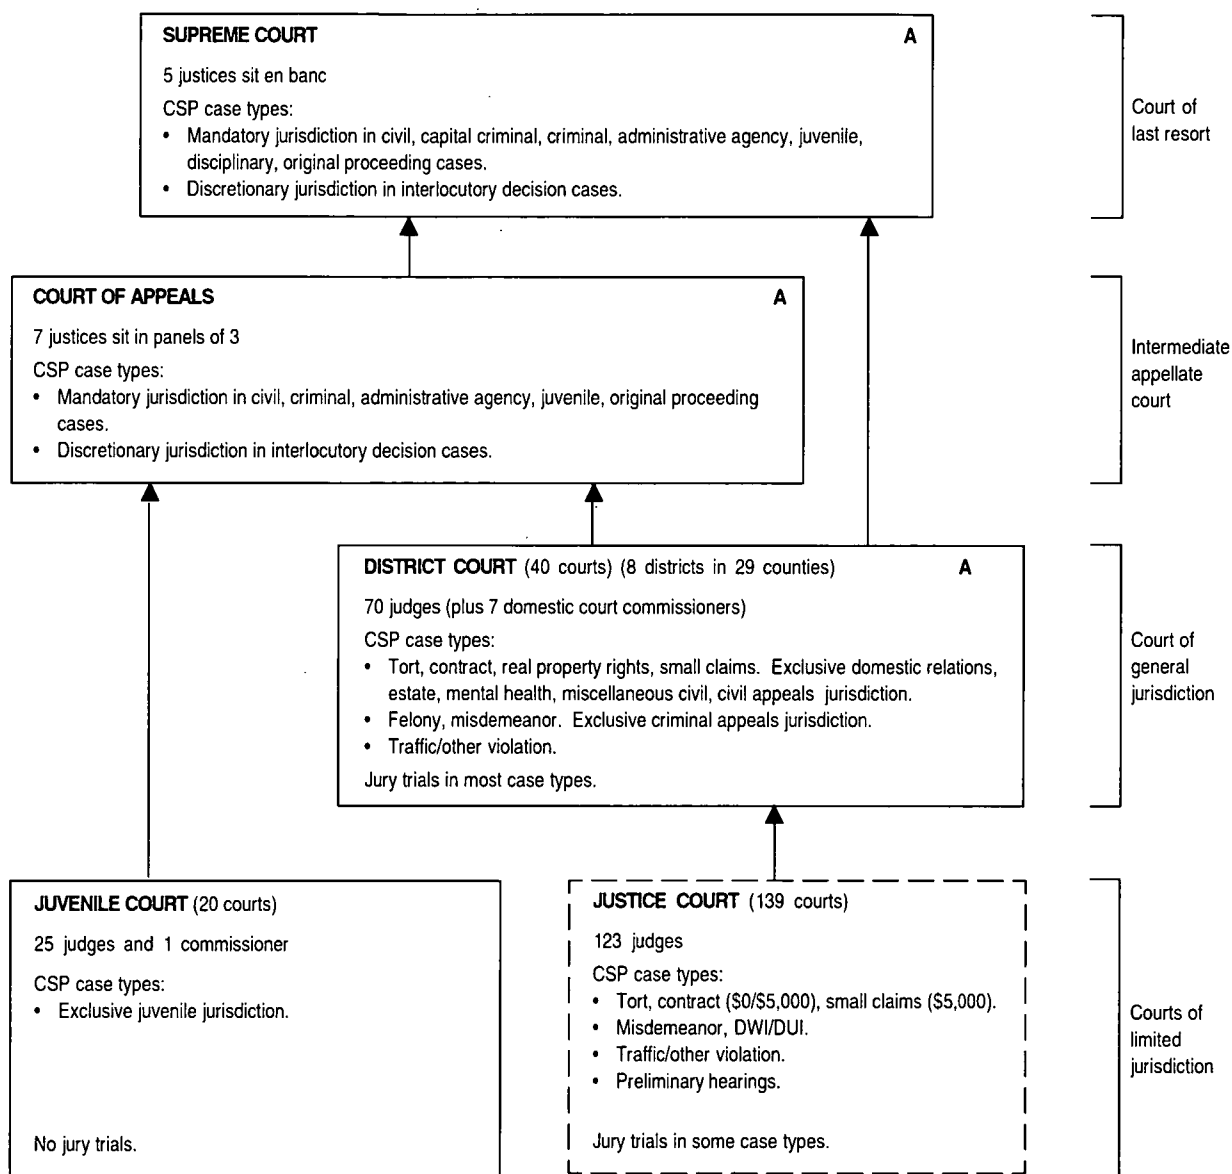 SUPREME COURT A
5 justices sit en banc
CSP case types:
• Mandatory jurisdiction in civil, capital criminal, criminal, administrative agency, juvenile,
disciplinary, original proceeding cases.
• Discretionary jurisdiction in interlocutory decision cases.
Court of
last resort
COURT OF APPEALS A
7 justices sit in panels of 3
CSP case types:
• Mandatory jurisdiction in civil, criminal, administrative agency, juvenile, original proceeding
cases.
• Discretionary jurisdiction in interlocutory decision cases.
Intermediate
appellate
court
DISTRICT COURT (40 courts) (8 districts in 29 counties) A
70 judges (plus 7 domestic court commissioners)
CSP case types:
• Tort, contract, real property rights, small claims. Exclusive domestic relations,
estate, mental health, miscellaneous civil, civil appeals jurisdiction.
• Felony, misdemeanor. Exclusive criminal appeals jurisdiction.
• Traffic/other violation.
Jury trials in most case types.
Court of
general
jurisdiction
JUVENILE COURT (20 courts)
25 judges and 1 commissioner
CSP case types:
• Exclusive juvenile jurisdiction.
No jury trials.
JUSTICE COURT (139 courts)
123 judges
CSP case types:
• Tort, contract ($0/$5,000), small claims ($5,000).
• Misdemeanor, DWI/DUI.
• Traffic/other violation.
• Preliminary hearings.
Jury trials in some case types.
Courts of
limited
jurisdiction